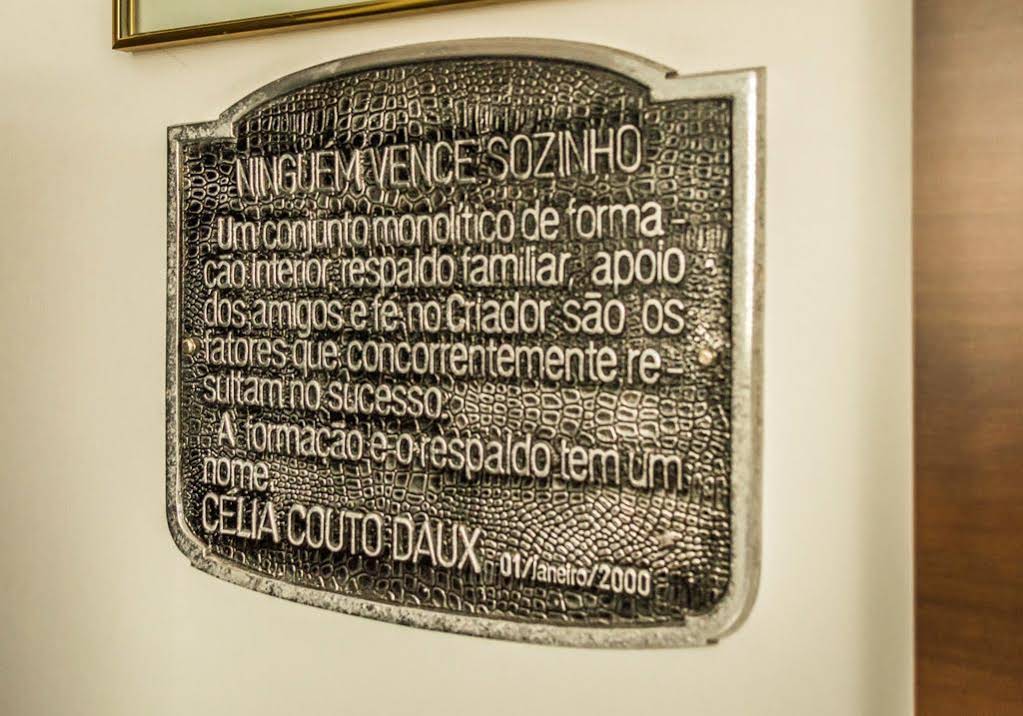 NINGUÉM VENCE SOZINHO
Um conjunto monolítico de forma-
ção interior, respaldo familiar, apoio
dos amigos e fé no Criador são os
fatores que concorrentemente re-
sultam no sucesso.
A formação e o respaldo tem um
nome.
CÉLIA COUTO DAUX 01/Janeiro/2000